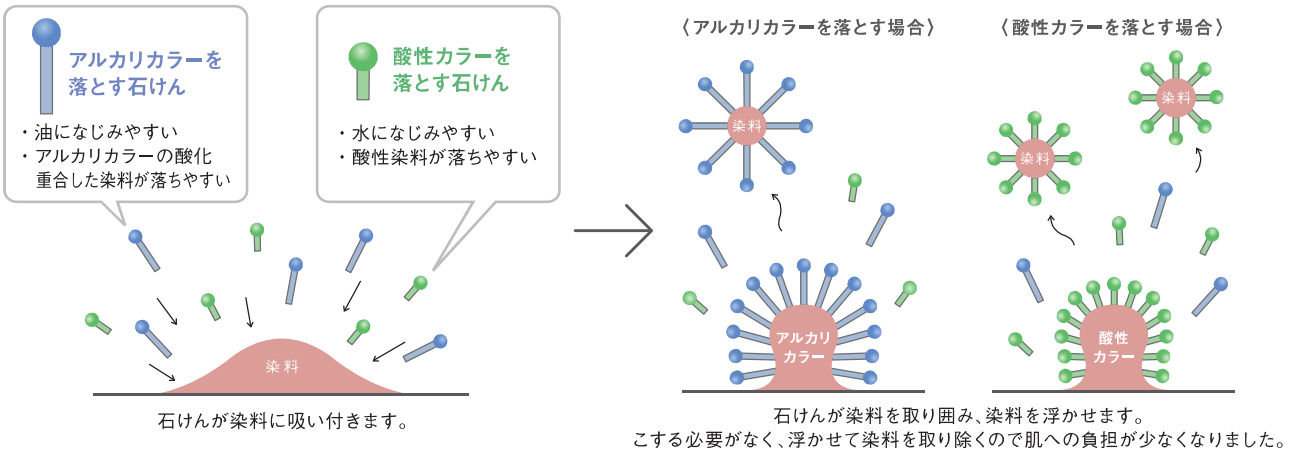 アルカリカラーを
落とす石けん
・油になじみやすい
・アルカリカラーの酸化
重合した染料が落ちやすい
酸性カラーを
落とす石けん
・水になじみやすい
・酸性染料が落ちやすい
染料
石けんが染料に吸い付きます。
〈アルカリカラーを落とす場合〉
染料
アルカリ
カラー
〈酸性カラーを落とす場合〉
染料
染料
酸性
カラー
石けんが染料を取り囲み、染料を浮かせます。
こする必要がなく、浮かせて染料を取り除くので肌への負担が少なくなりました。